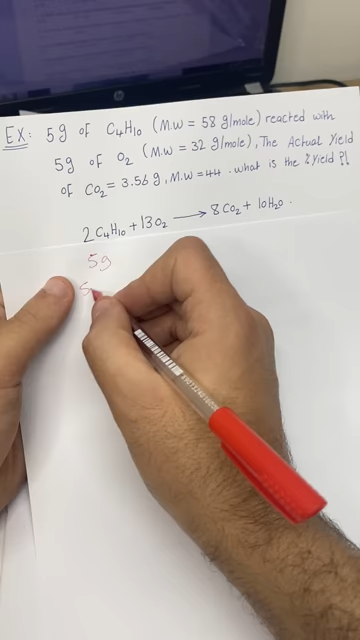 EX: 5g of C₄H₁₀ (M.W = 58 g/mole) reacted with
5g of O₂ (M.W = 32 g/mole), The Actual Yield
of CO₂ = 3.56 g, M.W = 44. what is the % Yield ?!
2C₄H₁₀ + 13O₂ → 8CO₂ + 10H₂O.
5g
5